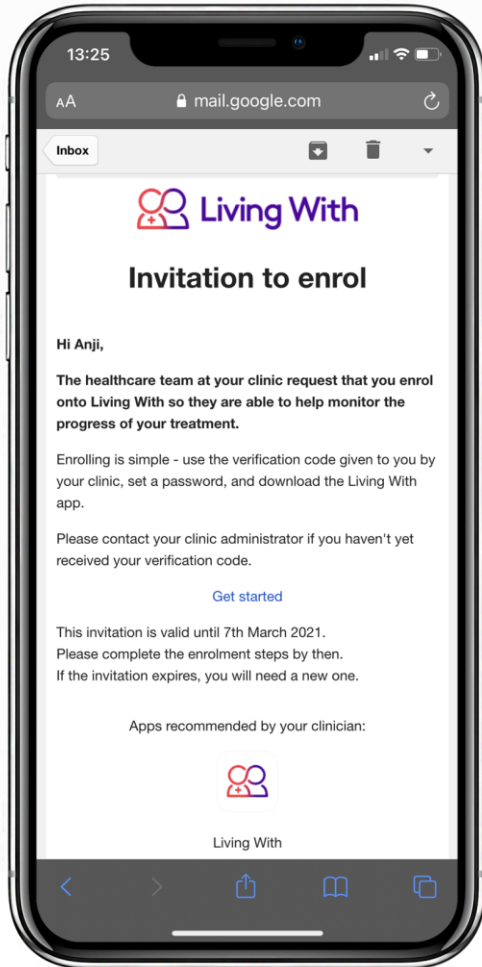 13:25
AA mail.google.com
Inbox
Living With
Invitation to enrol
Hi Anji,
The healthcare team at your clinic request that you enrol
onto Living With so they are able to help monitor the
progress of your treatment.
Enrolling is simple - use the verification code given to you by
your clinic, set a password, and download the Living With
app.
Please contact your clinic administrator if you haven't yet
received your verification code.
Get started
This invitation is valid until 7th March 2021.
Please complete the enrolment steps by then.
If the invitation expires, you will need a new one.
Apps recommended by your clinician:
Living With